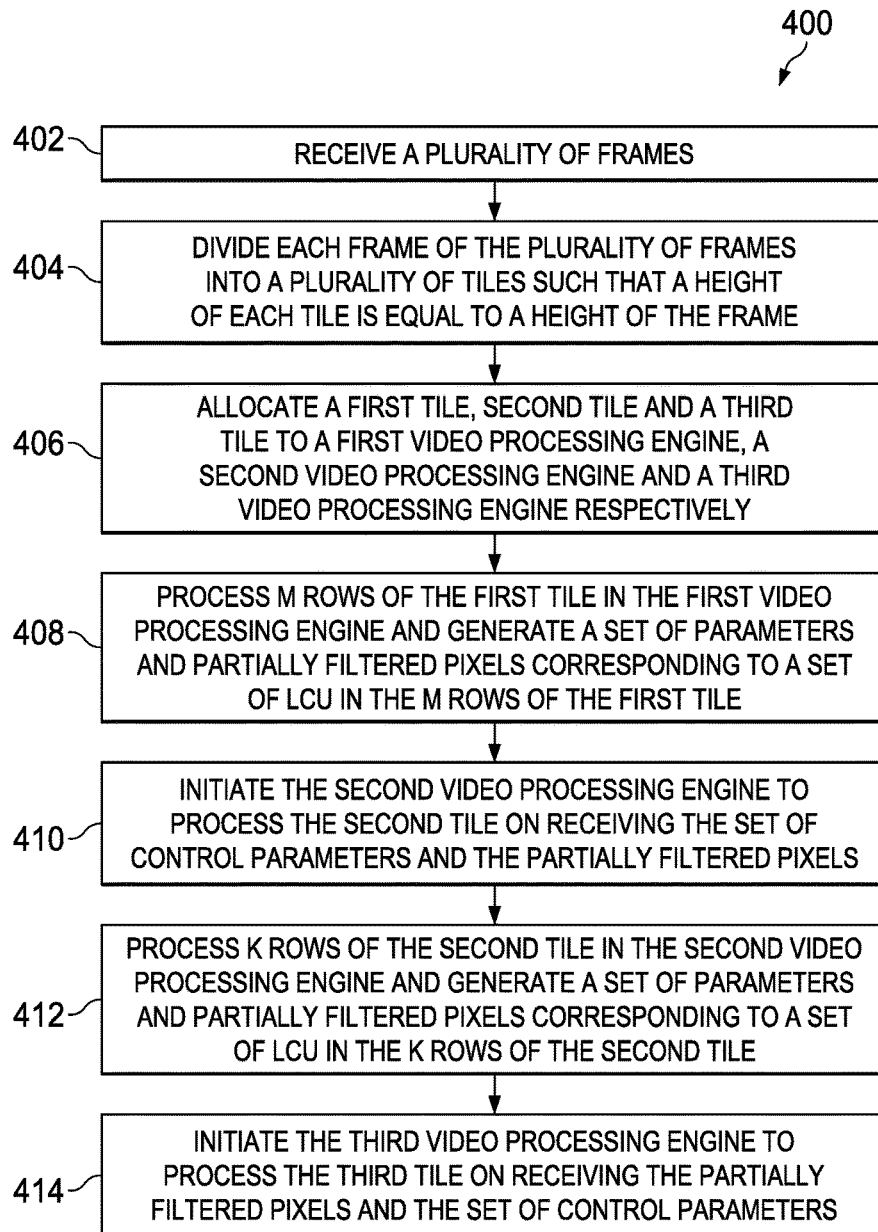 400
402
RECEIVE A PLURALITY OF FRAMES
404
DIVIDE EACH FRAME OF THE PLURALITY OF FRAMES
INTO A PLURALITY OF TILES SUCH THAT A HEIGHT
OF EACH TILE IS EQUAL TO A HEIGHT OF THE FRAME
406
ALLOCATE A FIRST TILE, SECOND TILE AND A THIRD
TILE TO A FIRST VIDEO PROCESSING ENGINE, A
SECOND VIDEO PROCESSING ENGINE AND A THIRD
VIDEO PROCESSING ENGINE RESPECTIVELY
408
PROCESS M ROWS OF THE FIRST TILE IN THE FIRST VIDEO
PROCESSING ENGINE AND GENERATE A SET OF PARAMETERS
AND PARTIALLY FILTERED PIXELS CORRESPONDING TO A SET
OF LCU IN THE M ROWS OF THE FIRST TILE
410
INITIATE THE SECOND VIDEO PROCESSING ENGINE TO
PROCESS THE SECOND TILE ON RECEIVING THE SET OF
CONTROL PARAMETERS AND THE PARTIALLY FILTERED PIXELS
412
PROCESS K ROWS OF THE SECOND TILE IN THE SECOND VIDEO
PROCESSING ENGINE AND GENERATE A SET OF PARAMETERS
AND PARTIALLY FILTERED PIXELS CORRESPONDING TO A SET
OF LCU IN THE K ROWS OF THE SECOND TILE
414
INITIATE THE THIRD VIDEO PROCESSING ENGINE TO
PROCESS THE THIRD TILE ON RECEIVING THE PARTIALLY
FILTERED PIXELS AND THE SET OF CONTROL PARAMETERS